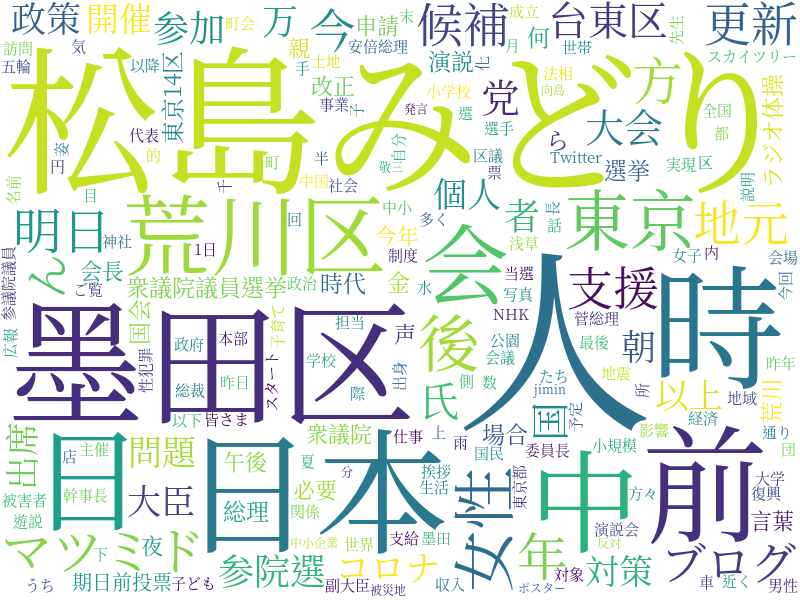 政策 開催 参加 万 今 申請 町会 成立 末 候補 台東区 更新
訪問 以降 町 気 親 手 土地 安倍総理 月 演説 化 何 世帯 先生
五輪 東京14区 改正 小学校 方 法相 向島 スカイツリー
松島みどり
姿 代表 事業 子 発言 党 選 選手 ら 大会 全国 都 ラジオ体操
円 的 千 半 中国 社会 敬三 自分 区議 票 Twitter 選挙 実現 区
名前 目 町 回 中小 個人 者 東京 説明 地元
明日 神社 荒川区 1日 多く 今年 制度 浅草 長 話 女子 内 会場
参議院議員 ん 会長 ご覧 衆議院議員選挙 政治 時代 金 水 会 当選 写真 支援 今回
広報 国会 政府 本部 子育て 担当 声 後 NHK 菅総理 朝 時
墨田区 人
性犯罪 総裁 昨日 スタート 学校 際 出身 氏 公園 会議 最後 所 以上 荒川 昨年
出席 日 以下 皆さま 日本 側 数 たち jimin 国 予定 地震 経済 地域 前
店 主催 問題 午後 衆議院 仕事 上 雨 場合 小規模 影響 通り 団
被害者 幹事長 大臣 総理 夏 必要 関係 分 挨拶 生活 国民 委員長 女性 東京都 中 方々 大学 復興 言葉
遊説 マツミドリ 下 夜 参院選 中小企業 世界 支給 墨田 コロナ 年 演説会 反対 対策 ブログ
うち 期日前投票 子ども 副大臣 被災地 収入 ポスター 対象 車 近く 男性